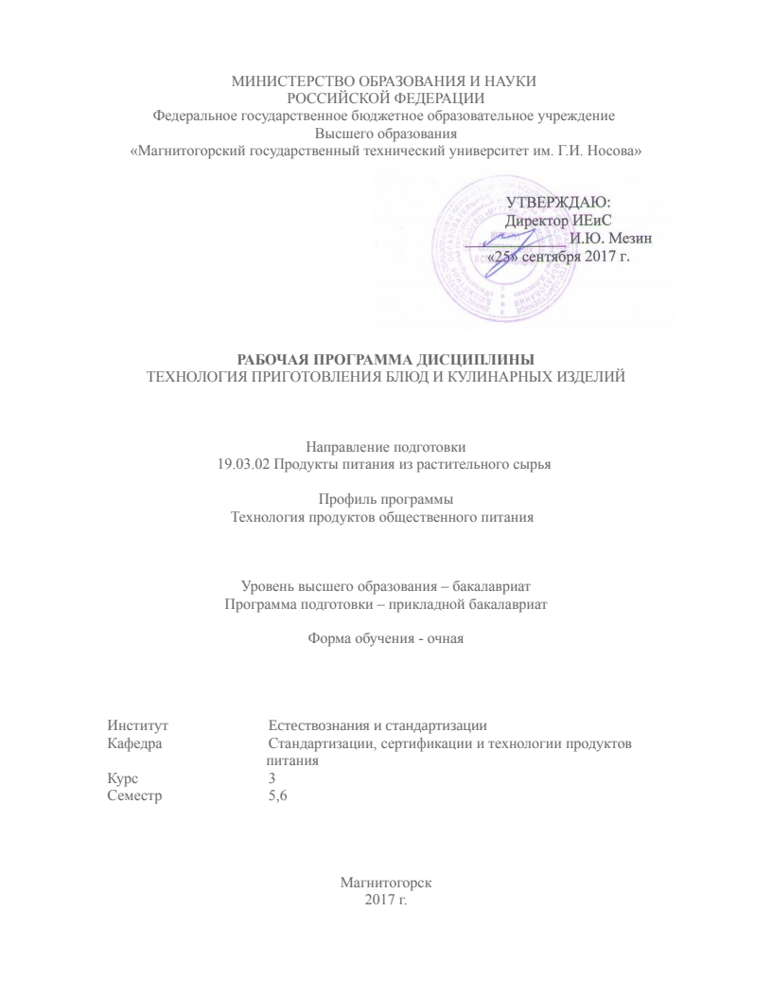 МИНИСТЕРСТВО ОБРАЗОВАНИЯ И НАУКИ
РОССИЙСКОЙ ФЕДЕРАЦИИ
Федеральное государственное бюджетное образовательное учреждение
Высшего образования
«Магнитогорский государственный технический университет им. Г.И. Носова»
УТВЕРЖДАЮ:
Директор ИЕиС
И.Ю. Мезин
«25» сентября 2017 г.
РАБОЧАЯ ПРОГРАММА ДИСЦИПЛИНЫ
ТЕХНОЛОГИЯ ПРИГОТОВЛЕНИЯ БЛЮД И КУЛИНАРНЫХ ИЗДЕЛИЙ
Направление подготовки
19.03.02 Продукты питания из растительного сырья
Профиль программы
Технология продуктов общественного питания
Уровень высшего образования – бакалавриат
Программа подготовки – прикладной бакалавриат
Форма обучения - очная
Институт Естествознания и стандартизации
Кафедра Стандартизации, сертификации и технологии продуктов
питания
Курс 3
Семестр 5,6
Магнитогорск
2017 г.